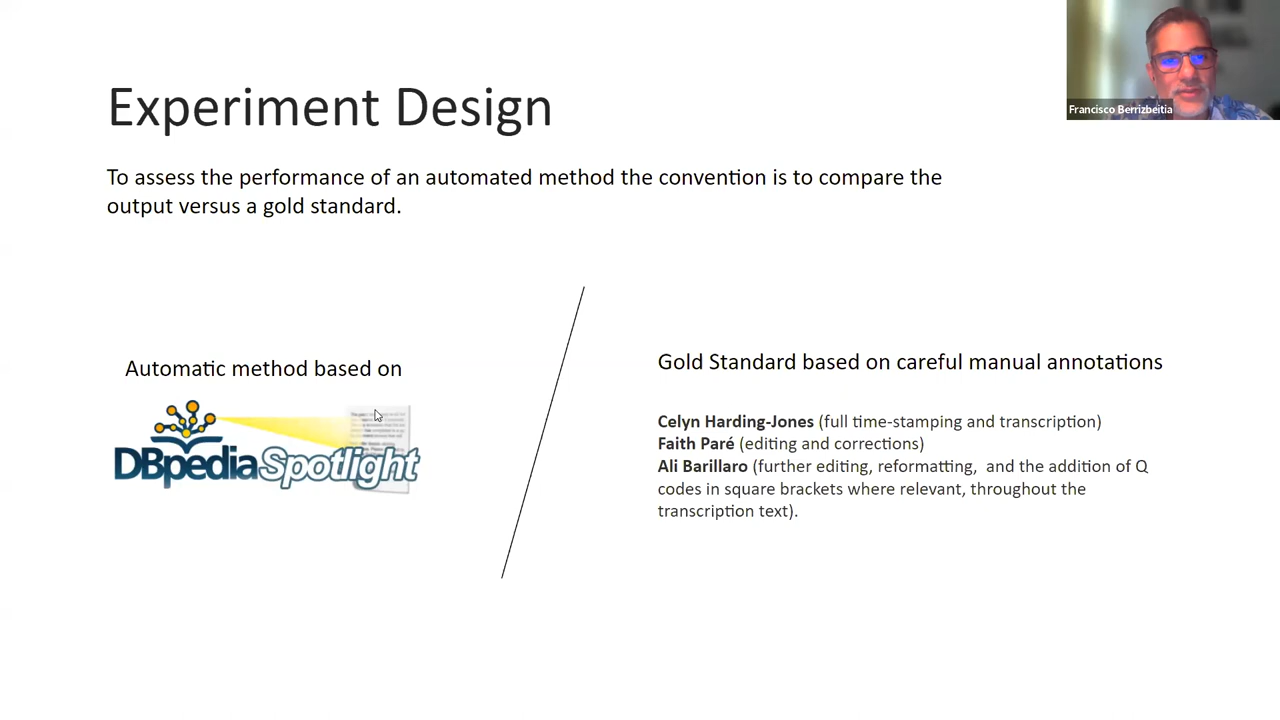 Experiment Design
Francisco Berrizbeitia
To assess the performance of an automated method the convention is to compare the
output versus a gold standard.
Automatic method based on
DBpedia Spotlight
Gold Standard based on careful manual annotations
Celyn Harding-Jones (full time-stamping and transcription)
Faith Paré (editing and corrections)
Ali Barillaro (further editing, reformatting,  and the addition of Q
codes in square brackets where relevant, throughout the
transcription text).